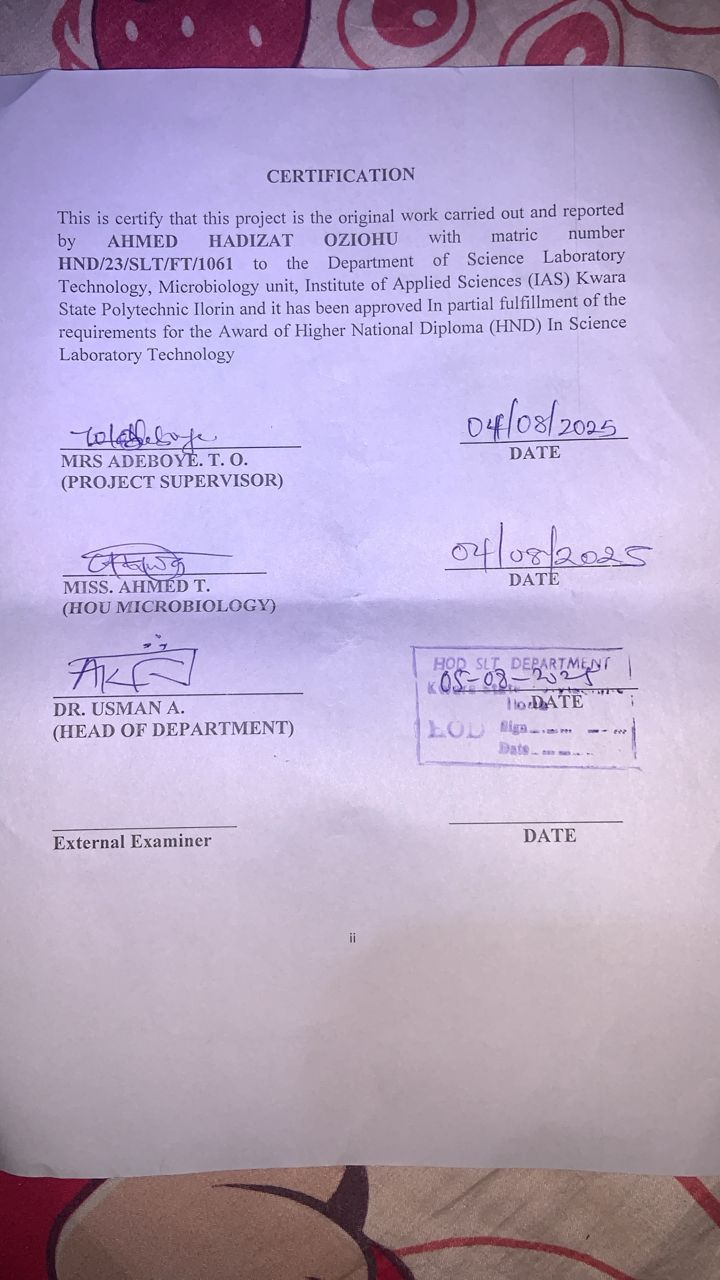 CERTIFICATION
This is certify that this project is the original work carried out and reported
by AHMED HADIZAT OZIOHU with matric number
HND/23/SLT/FT/1061 to the Department of Science Laboratory
Technology, Microbiology unit, Institute of Applied Sciences (IAS) Kwara
State Polytechnic Ilorin and it has been approved In partial fulfillment of the
requirements for the Award of Higher National Diploma (HND) In Science
Laboratory Technology
04/08/2025
MRS ADEBOYE. T. O.
DATE
(PROJECT SUPERVISOR)
04/08/2025
MISS. AHMED T.
DATE
(HOU MICROBIOLOGY)
HOD SLT DEPARTMENT
05-08-2025
DR. USMAN A.
DATE
(HEAD OF DEPARTMENT)
Sign
Date
External Examiner
DATE
ii